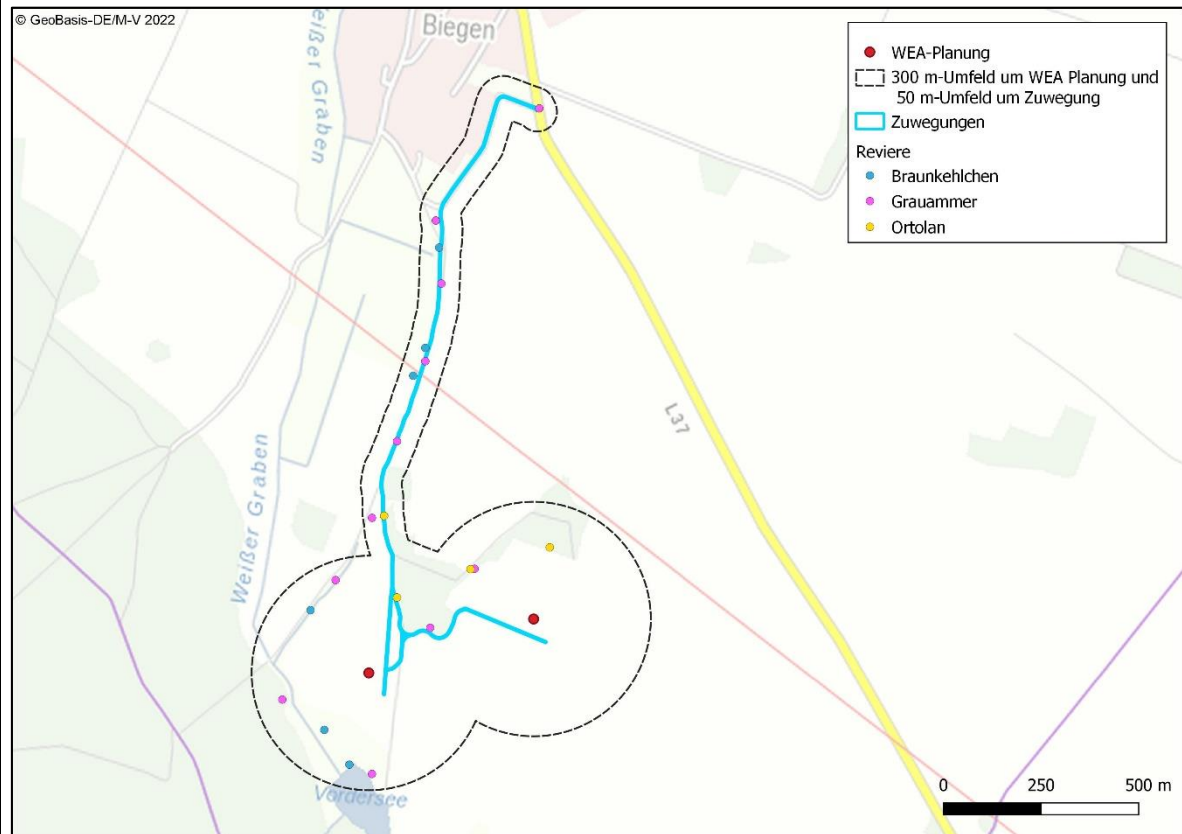 © GeoBasis-DE/M-V 2022
Weißer Graben
Biegen
WEA-Planung
300 m-Umfeld um WEA Planung und
50 m-Umfeld um Zuwegung
Zuwegungen
Reviere
Braunkehlchen
Grauammer
Ortolan
L37
Weißer Graben
Vordersee
0 250 500 m